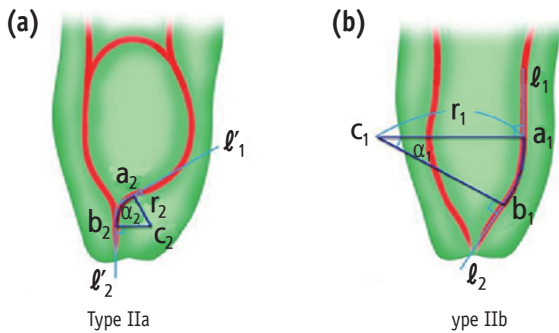 (a)
ℓ′₁
a₂
r₂
α₂
b₂
c₂
ℓ′₂
Type IIa
(b)
ℓ₁
r₁
c₁
a₁
α₁
b₁
ℓ₂
ype IIb